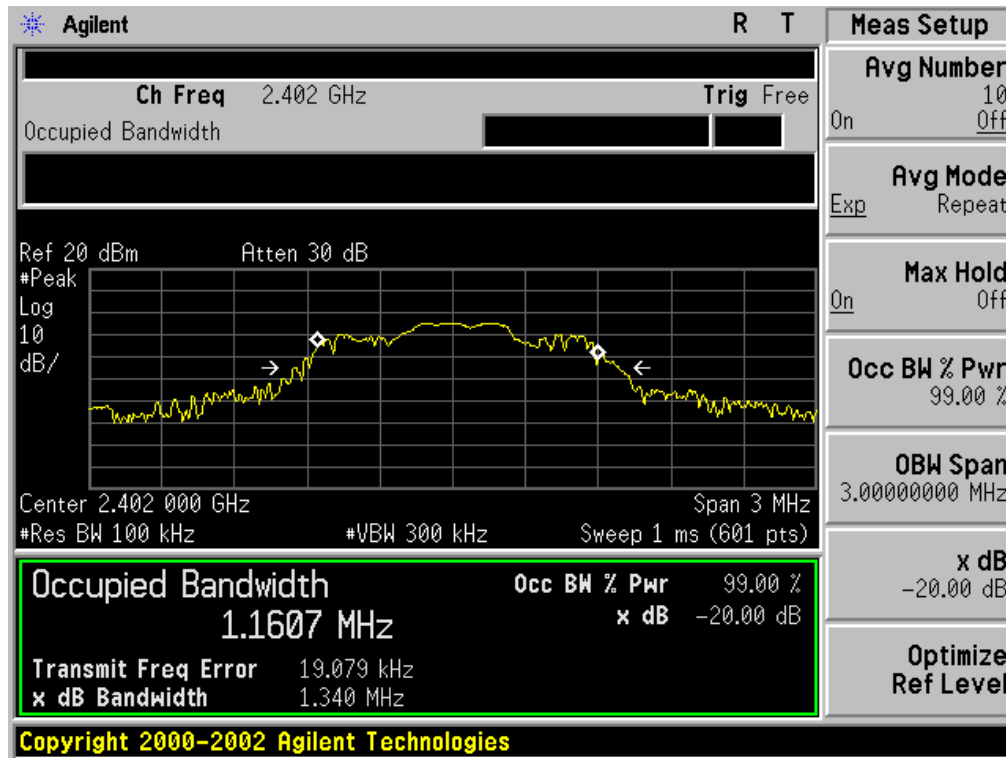 Agilent R T
Ch Freq 2.402 GHz Trig Free
Occupied Bandwidth
Ref 20 dBm Atten 30 dB
#Peak
Log
10
dB/
Center 2.402 000 GHz Span 3 MHz
#Res BW 100 kHz #VBW 300 kHz Sweep 1 ms (601 pts)
Occupied Bandwidth Occ BW % Pwr 99.00 %
1.1607 MHz x dB -20.00 dB
Transmit Freq Error 19.079 kHz
x dB Bandwidth 1.340 MHz
Copyright 2000-2002 Agilent Technologies
Meas Setup
Avg Number
10
On Off
Avg Mode
Exp Repeat
Max Hold
On Off
Occ BW % Pwr
99.00 %
OBW Span
3.00000000 MHz
x dB
-20.00 dB
Optimize
Ref Level